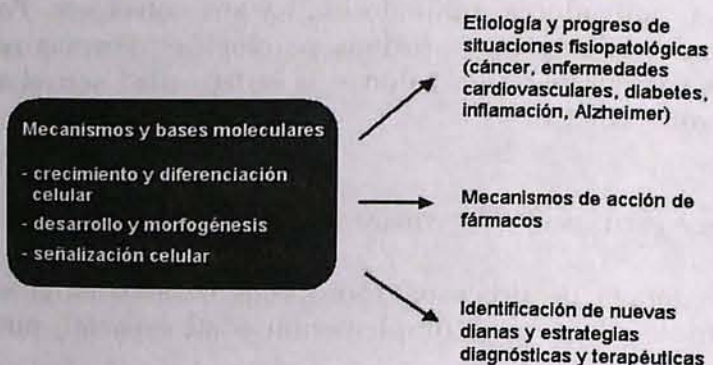 Mecanismos y bases moleculares
- crecimiento y diferenciación
celular
- desarrollo y morfogénesis
- señalización celular
Etiología y progreso de
situaciones fisiopatológicas
(cáncer, enfermedades
cardiovasculares, diabetes,
inflamación, Alzheimer)
Mecanismos de acción de
fármacos
Identificación de nuevas
dianas y estrategias
diagnósticas y terapéuticas